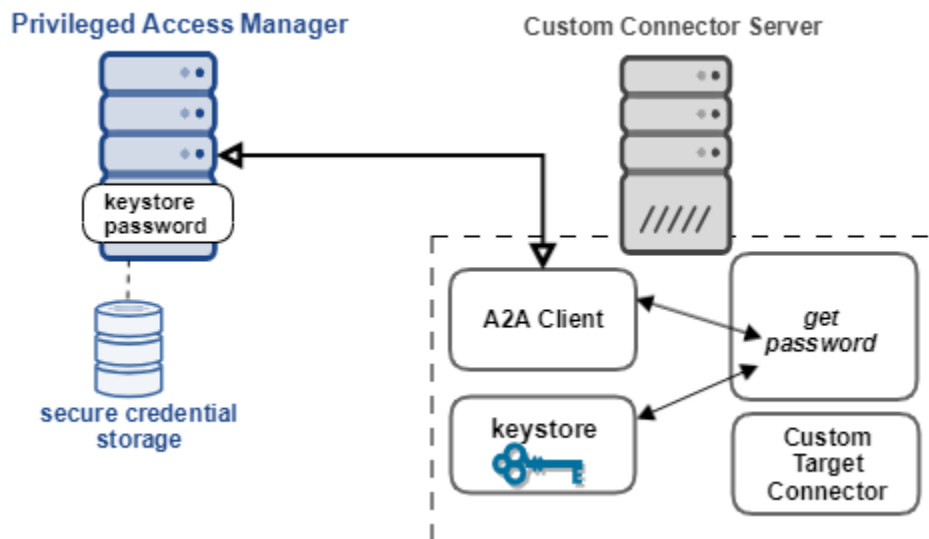 Privileged Access Manager
Custom Connector Server
keystore
password
secure credential
storage
A2A Client
get
password
keystore
Custom
Target
Connector